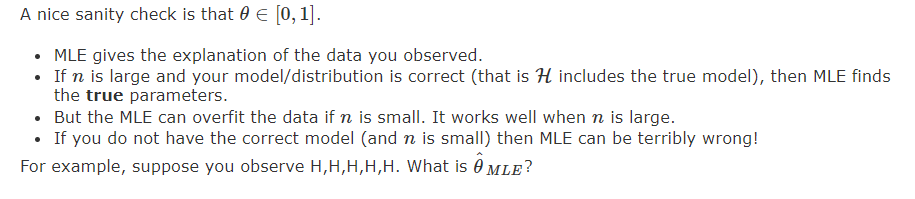 A nice sanity check is that θ ∈ [0, 1].
• MLE gives the explanation of the data you observed.
• If n is large and your model/distribution is correct (that is ℋ includes the true model), then MLE finds
the true parameters.
• But the MLE can overfit the data if n is small. It works well when n is large.
• If you do not have the correct model (and n is small) then MLE can be terribly wrong!
For example, suppose you observe H,H,H,H,H. What is θ̂ MLE?